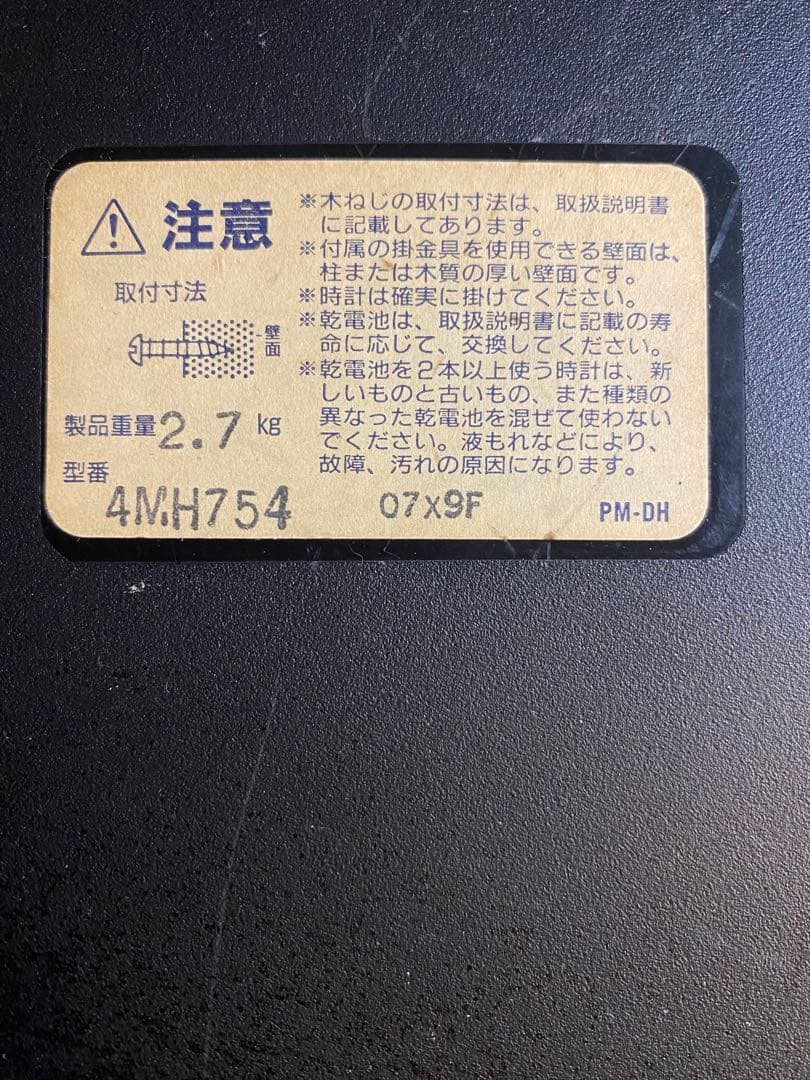 注意
取付寸法
壁面
製品重量2.7 kg
型番
4MH754
※木ねじの取付寸法は、取扱説明書
に記載してあります。
※付属の掛金具を使用できる壁面は、
柱または木質の厚い壁面です。
※時計は確実に掛けてください。
※乾電池は、取扱説明書に記載の寿
命に応じて、交換してください。
※乾電池を2本以上使う時計は、新
しいものと古いもの、また種類の
異なった乾電池を混ぜて使わない
でください。液もれなどにより、
故障、汚れの原因になります。
07X9F
PM-DH